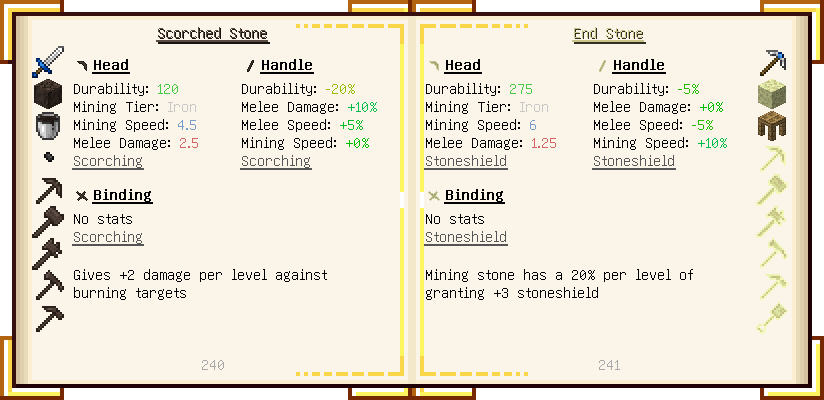 Scorched Stone
Head
Durability: 120
Mining Tier: Iron
Mining Speed: 4.5
Melee Damage: 2.5
Scorching
Handle
Durability: -20%
Melee Damage: +10%
Melee Speed: +5%
Mining Speed: +0%
Scorching
Binding
No stats
Scorching
Gives +2 damage per level against
burning targets
240
End Stone
Head
Durability: 275
Mining Tier: Iron
Mining Speed: 6
Melee Damage: 1.25
Stoneshield
Handle
Durability: -5%
Melee Damage: +0%
Melee Speed: -5%
Mining Speed: +10%
Stoneshield
Binding
No stats
Stoneshield
Mining stone has a 20% per level of
granting +3 stoneshield
241